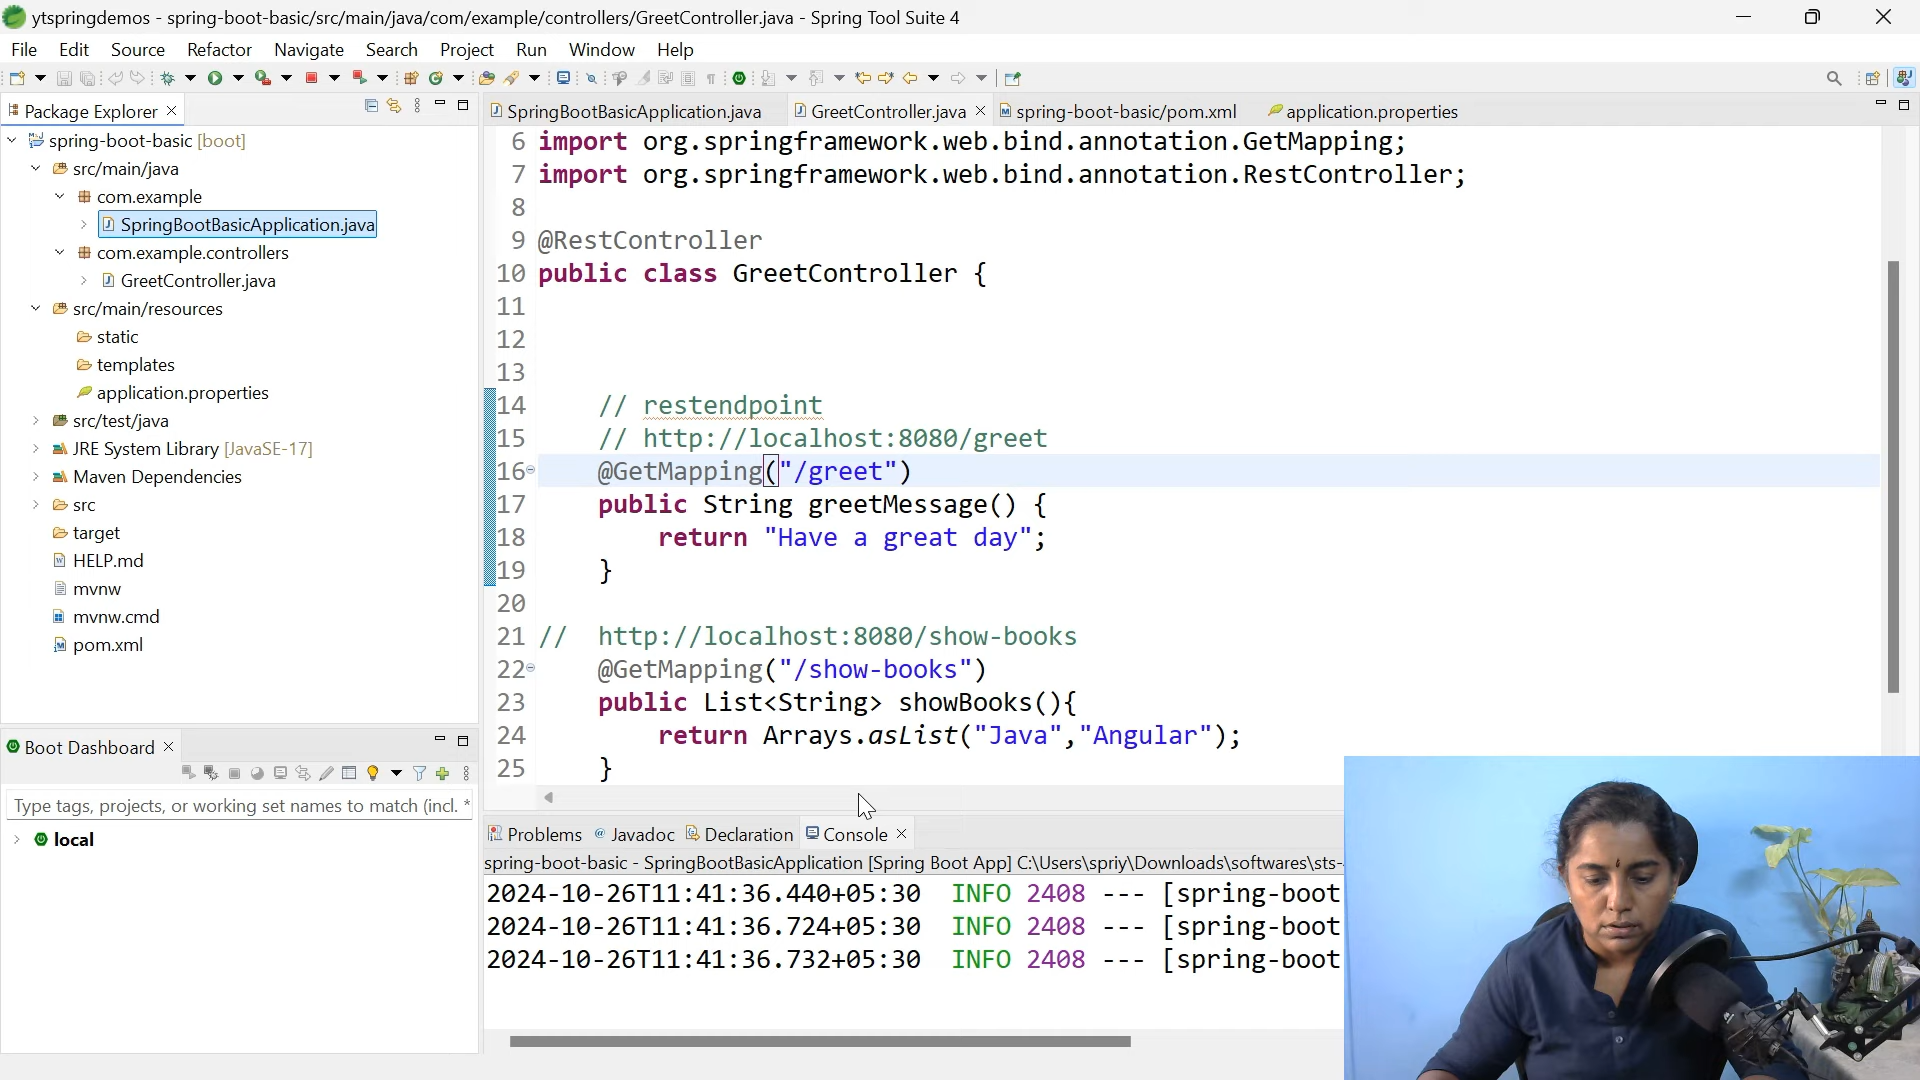 ytspringdemos - spring-boot-basic/src/main/java/com/example/controllers/GreetController.java - Spring Tool Suite 4
File Edit Source Refactor Navigate Search Project Run Window Help
Package Explorer
spring-boot-basic [boot]
src/main/java
com.example
SpringBootBasicApplication.java
com.example.controllers
GreetController.java
src/main/resources
static
templates
application.properties
src/test/java
JRE System Library [JavaSE-17]
Maven Dependencies
src
target
HELP.md
mvnw
mvnw.cmd
pom.xml
Boot Dashboard
Type tags, projects, or working set names to match (incl. *
local
SpringBootBasicApplication.java GreetController.java spring-boot-basic/pom.xml application.properties
6 import org.springframework.web.bind.annotation.GetMapping;
7 import org.springframework.web.bind.annotation.RestController;
8
9 @RestController
10 public class GreetController {
11
12
13
14 // restendpoint
15 // http://localhost:8080/greet
16 @GetMapping("/greet")
17 public String greetMessage() {
18 return "Have a great day";
19 }
20
21 // http://localhost:8080/show-books
22 @GetMapping("/show-books")
23 public List<String> showBooks(){
24 return Arrays.asList("Java","Angular");
25 }
Problems Javadoc Declaration Console
spring-boot-basic - SpringBootBasicApplication [Spring Boot App] C:\Users\spriy\Downloads\softwares\sts-
2024-10-26T11:41:36.440+05:30 INFO 2408 --- [spring-boot
2024-10-26T11:41:36.724+05:30 INFO 2408 --- [spring-boot
2024-10-26T11:41:36.732+05:30 INFO 2408 --- [spring-boot